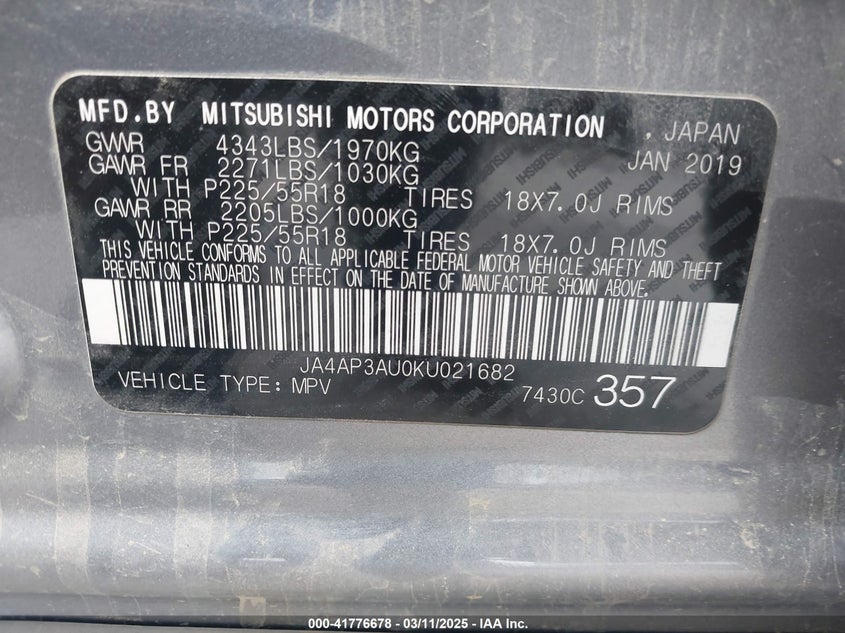 MFD.BY MITSUBISHI MOTORS CORPORATION , JAPAN
GVWR 4343LBS/1970KG JAN 2019
GAWR FR 2271LBS/1030KG
WITH P225/55R18 TIRES 18X7.0J RIMS
GAWR RR 2205LBS/1000KG
WITH P225/55R18 TIRES 18X7.0J RIMS
THIS VEHICLE CONFORMS TO ALL APPLICABLE FEDERAL MOTOR VEHICLE SAFETY AND THEFT
PREVENTION STANDARDS IN EFFECT ON THE DATE OF MANUFACTURE SHOWN ABOVE.
JA4AP3AU0KU021682
VEHICLE TYPE: MPV 7430C 357
000-41776678 - 03/11/2025 - IAA Inc.